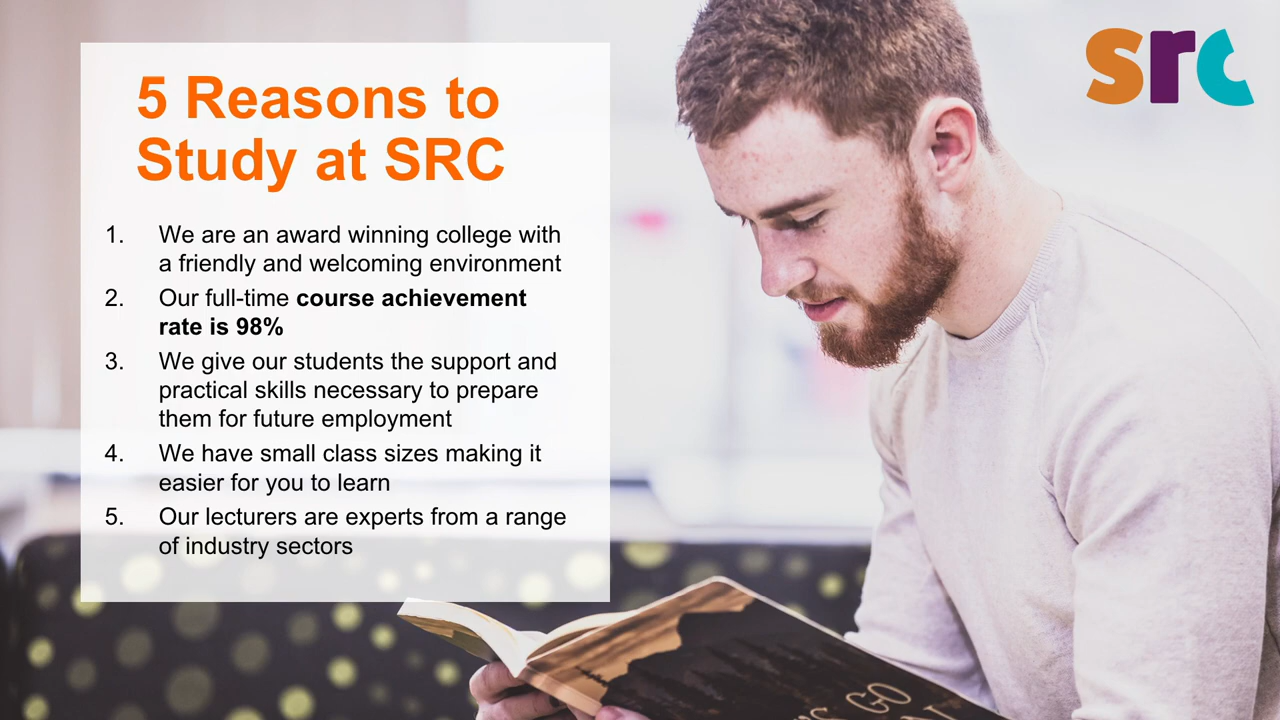 5 Reasons to
Study at SRC
src
1. We are an award winning college with
a friendly and welcoming environment
2. Our full-time course achievement
rate is 98%
3. We give our students the support and
practical skills necessary to prepare
them for future employment
4. We have small class sizes making it
easier for you to learn
5. Our lecturers are experts from a range
of industry sectors
GO